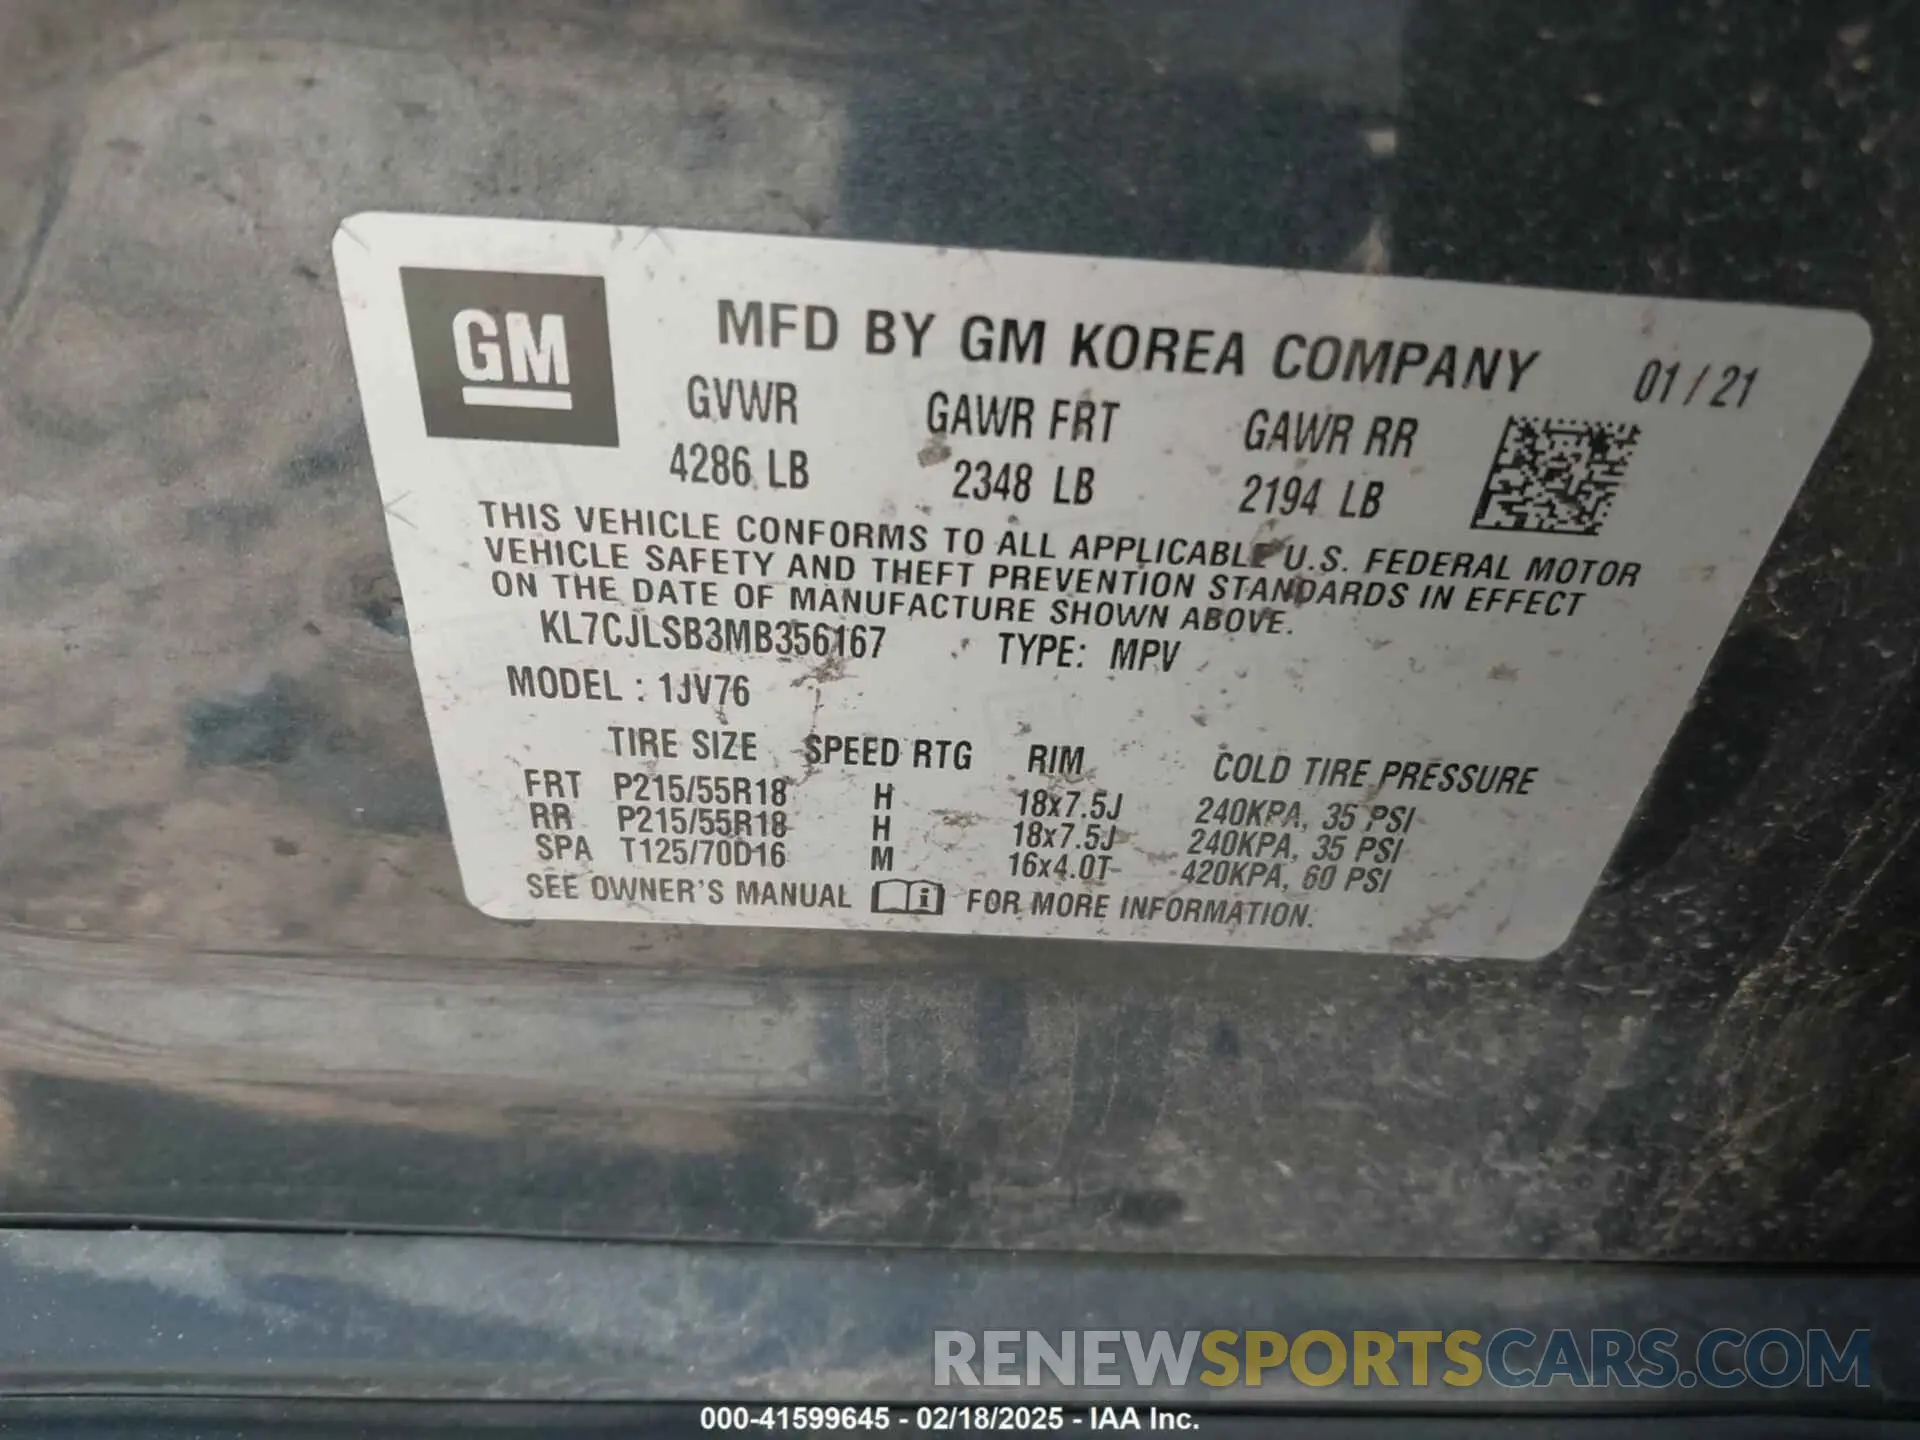 GM
MFD BY GM KOREA COMPANY 01 / 21
GVWR GAWR FRT GAWR RR
4286 LB 2348 LB 2194 LB
THIS VEHICLE CONFORMS TO ALL APPLICABLE U.S. FEDERAL MOTOR
VEHICLE SAFETY AND THEFT PREVENTION STANDARDS IN EFFECT
ON THE DATE OF MANUFACTURE SHOWN ABOVE.
KL7CJLSB3MB356167 TYPE: MPV
MODEL : 1JV76
TIRE SIZE SPEED RTG RIM COLD TIRE PRESSURE
FRT P215/55R18 H 18x7.5J 240KPA, 35 PSI
RR P215/55R18 H 18x7.5J 240KPA, 35 PSI
SPA T125/70D16 M 16x4.0T 420KPA, 60 PSI
SEE OWNER'S MANUAL i FOR MORE INFORMATION.
RENEWSPORTSCARS.COM
000-41599645 - 02/18/2025 - IAA Inc.